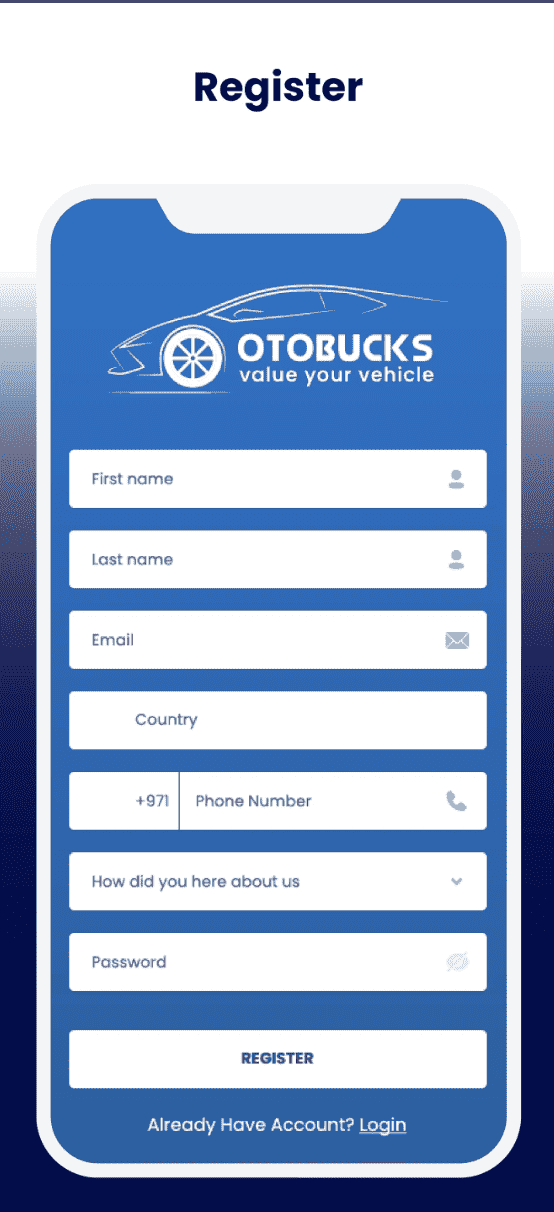 Register
OTOBUCKS
value your vehicle
First name
Last name
Email
Country
+971 Phone Number
How did you here about us
Password
REGISTER
Already Have Account? Login